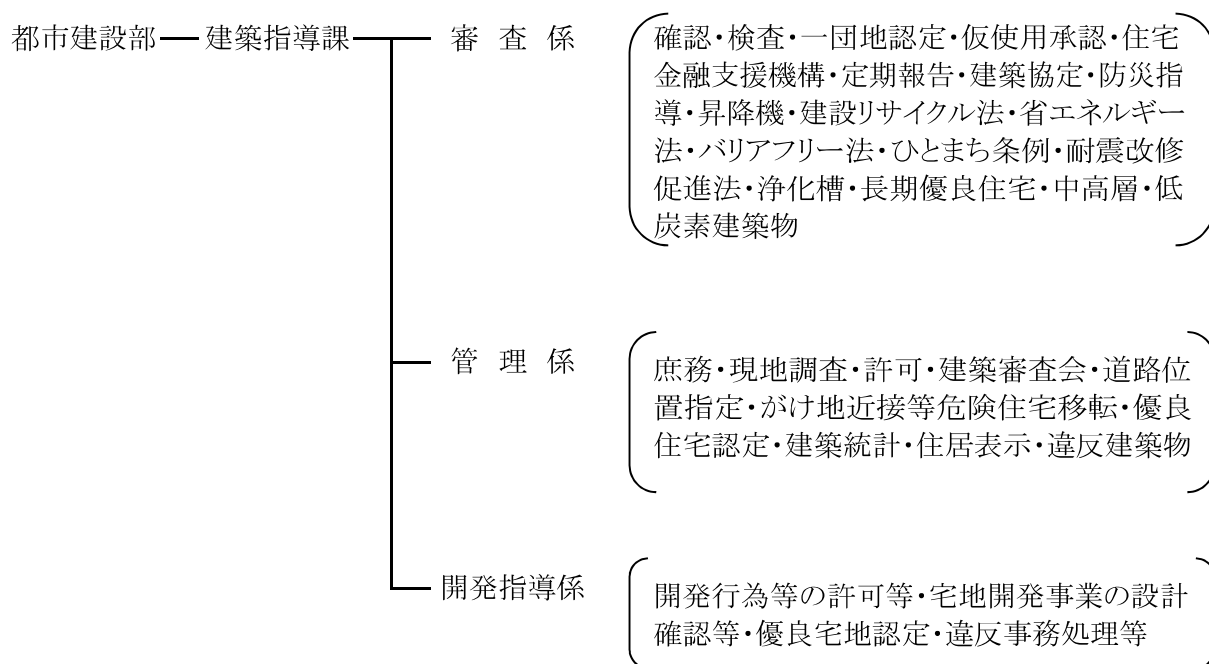 都市建設部 建築指導課 審査係
確認・検査・一団地認定・仮使用承認・住宅
金融支援機構・定期報告・建築協定・防災指
導・昇降機・建設リサイクル法・省エネルギー
法・バリアフリー法・ひとまち条例・耐震改修
促進法・浄化槽・長期優良住宅・中高層・低
炭素建築物
管理係
庶務・現地調査・許可・建築審査会・道路位
置指定・がけ地近接等危険住宅移転・優良
住宅認定・建築統計・住居表示・違反建築物
開発指導係
開発行為等の許可等・宅地開発事業の設計
確認等・優良宅地認定・違反事務処理等